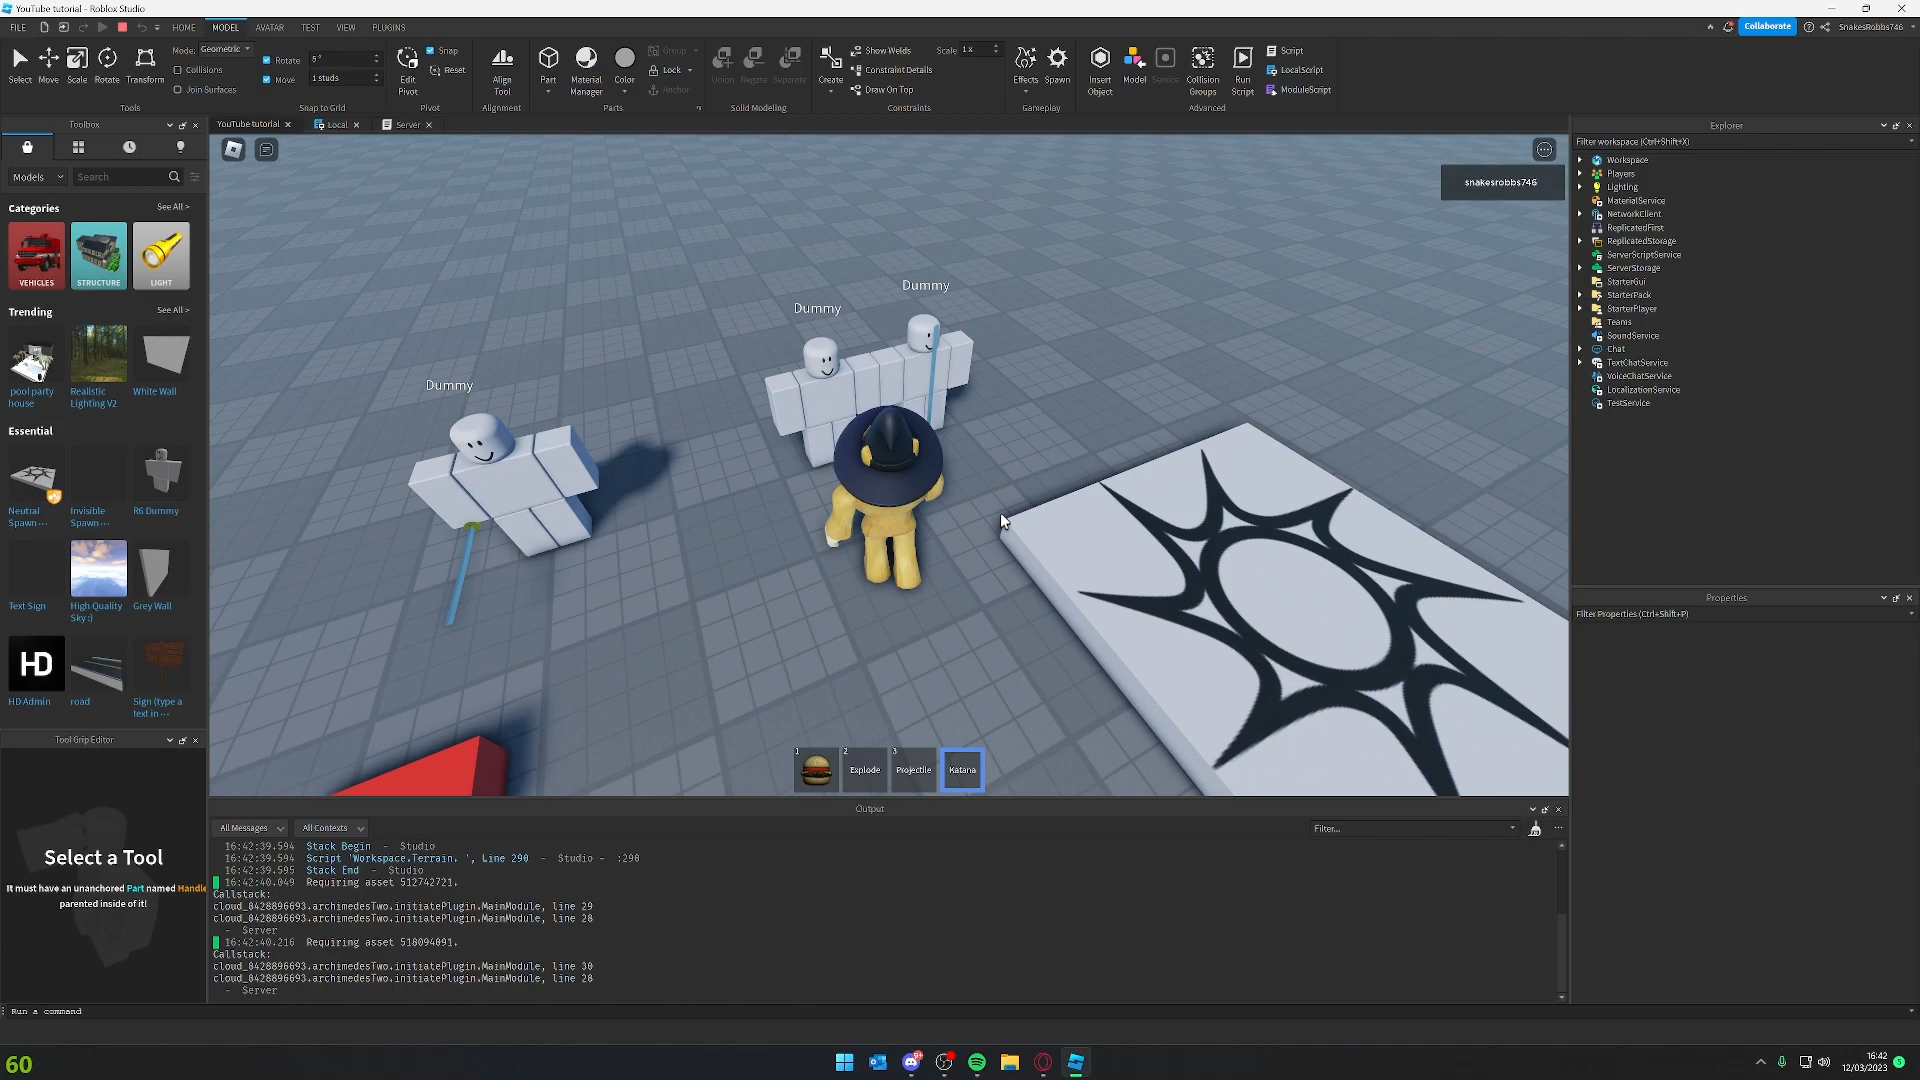 YouTube tutorial - Roblox Studio
FILE HOME MODEL AVATAR TEST VIEW PLUGINS
Collaborate SnakesRobbs746
Select Move Scale Rotate Transform
Mode: Geometric
Collisions
Join Surfaces
Tools
Rotate 5 °
Move 1 studs
Snap to Grid
Edit Pivot
Snap
Reset
Pivot
Align Tool
Alignment
Part
Material Manager
Color
Group
Lock
Anchor
Parts
Union Negate Separate
Solid Modeling
Create
Show Welds
Constraint Details
Draw On Top
Scale 1 x
Constraints
Effects Spawn
Gameplay
Insert Object
Model
Service
Collision Groups
Run Script
Script
LocalScript
ModuleScript
Advanced
Toolbox
Models
Search
Categories See All >
VEHICLES STRUCTURE LIGHT
Trending See All >
pool party house
Realistic Lighting V2
White Wall
Essential
Neutral Spawn ...
Invisible Spawn ...
R6 Dummy
Text Sign
High Quality Sky :)
Grey Wall
HD
HD Admin
road
Sign (type a text in ...
Tool Grip Editor
Select a Tool
It must have an unanchored Part named Handle
parented inside of it!
YouTube tutorial Local Server
snakesrobbs746
Dummy
Dummy
Dummy
1
2 Explode
3 Projectile
Katana
Output
All Messages All Contexts Filter...
16:42:39.594 Stack Begin - Studio
16:42:39.594 Script 'Workspace.Terrain. ', Line 290 - Studio - :290
16:42:39.595 Stack End - Studio
16:42:40.049 Requiring asset 512742721.
Callstack:
cloud_8428896693.archimedesTwo.initiatePlugin.MainModule, line 29
cloud_8428896693.archimedesTwo.initiatePlugin.MainModule, line 28
- Server
16:42:40.216 Requiring asset 518094091.
Callstack:
cloud_8428896693.archimedesTwo.initiatePlugin.MainModule, line 30
cloud_8428896693.archimedesTwo.initiatePlugin.MainModule, line 28
- Server
Explorer
Filter workspace (Ctrl+Shift+X)
Workspace
Players
Lighting
MaterialService
NetworkClient
ReplicatedFirst
ReplicatedStorage
ServerScriptService
ServerStorage
StarterGui
StarterPack
StarterPlayer
Teams
SoundService
Chat
TextChatService
VoiceChatService
LocalizationService
TestService
Properties
Filter Properties (Ctrl+Shift+P)
Run a command
60
16:42
12/03/2023
5